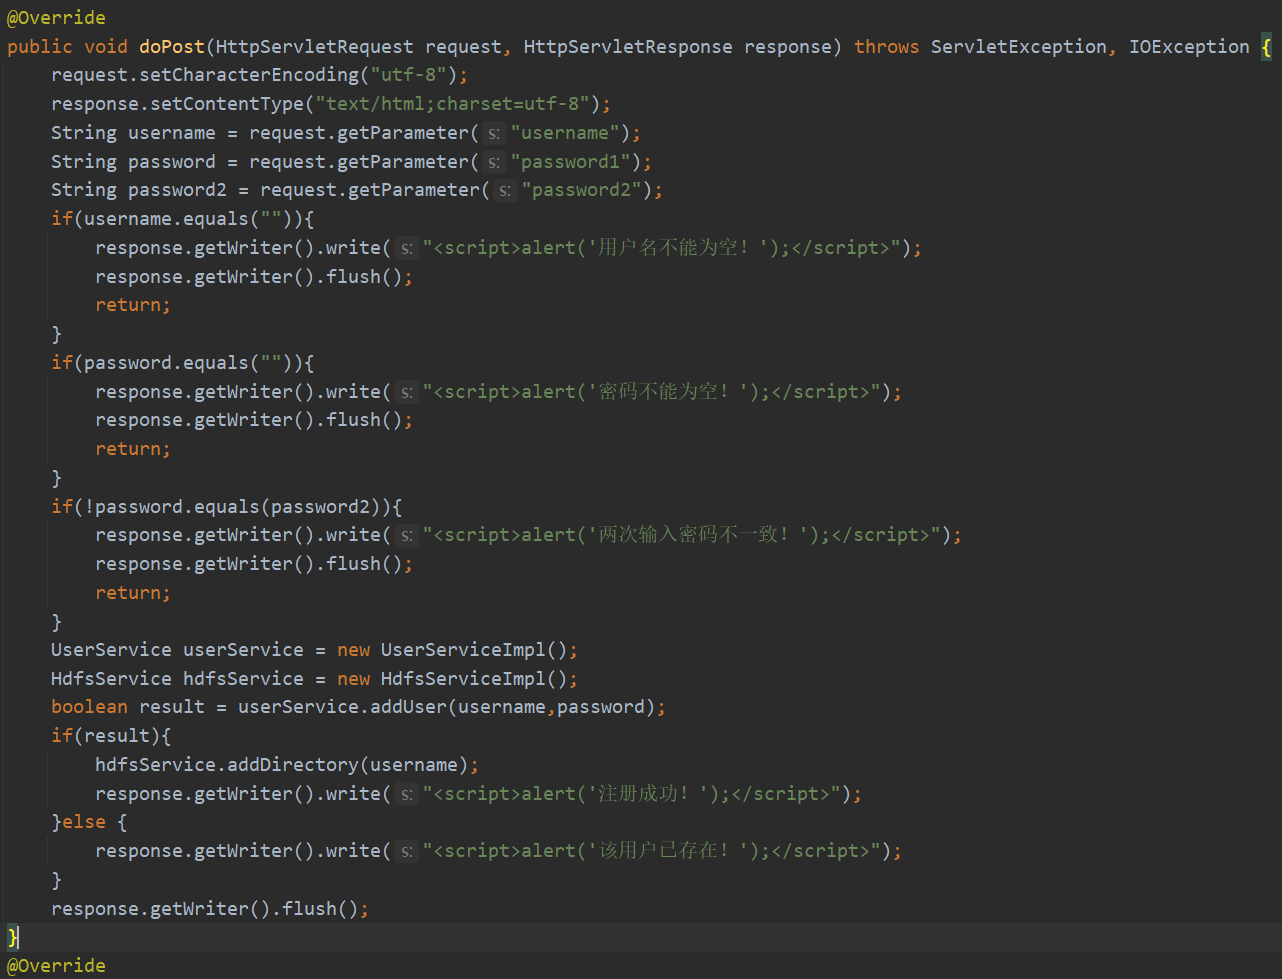 @Override
public void doPost(HttpServletRequest request, HttpServletResponse response) throws ServletException, IOException {
    request.setCharacterEncoding("utf-8");
    response.setContentType("text/html;charset=utf-8");
    String username = request.getParameter( s: "username");
    String password = request.getParameter( s: "password1");
    String password2 = request.getParameter( s: "password2");
    if(username.equals("")){
        response.getWriter().write( s: "<script>alert('用户名不能为空！');</script>");
        response.getWriter().flush();
        return;
    }
    if(password.equals("")){
        response.getWriter().write( s: "<script>alert('密码不能为空！');</script>");
        response.getWriter().flush();
        return;
    }
    if(!password.equals(password2)){
        response.getWriter().write( s: "<script>alert('两次输入密码不一致！');</script>");
        response.getWriter().flush();
        return;
    }
    UserService userService = new UserServiceImpl();
    HdfsService hdfsService = new HdfsServiceImpl();
    boolean result = userService.addUser(username,password);
    if(result){
        hdfsService.addDirectory(username);
        response.getWriter().write( s: "<script>alert('注册成功！');</script>");
    }else {
        response.getWriter().write( s: "<script>alert('该用户已存在！');</script>");
    }
    response.getWriter().flush();
}
@Override